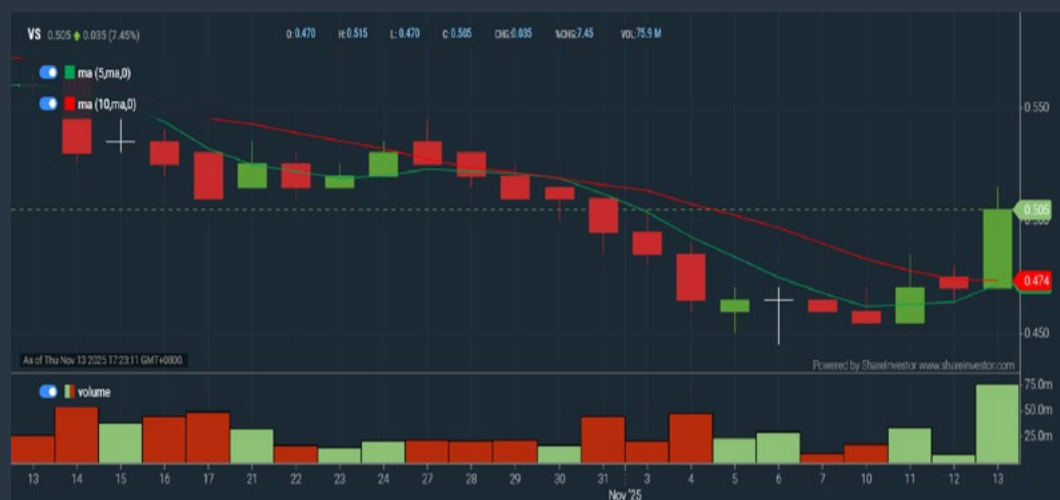 VS 0.505 0.035 (7.45%) O: 0.470 H: 0.515 L: 0.470 C: 0.505 CHG:0.035 %CHG:7.45 VOL:75.9 M
ma (5,ma,0)
ma (10,ma,0)
0.550
0.505
0.474
0.450
As of Thu Nov 13 2025 17:23:11 GMT+0800.
Powered by ShareInvestor www.shareinvestor.com
volume
75.0m
50.0m
25.0m
13 14 15 16 17 21 22 23 24 27 28 29 30 31 3 4 5 6 7 10 11 12 13
Nov '25